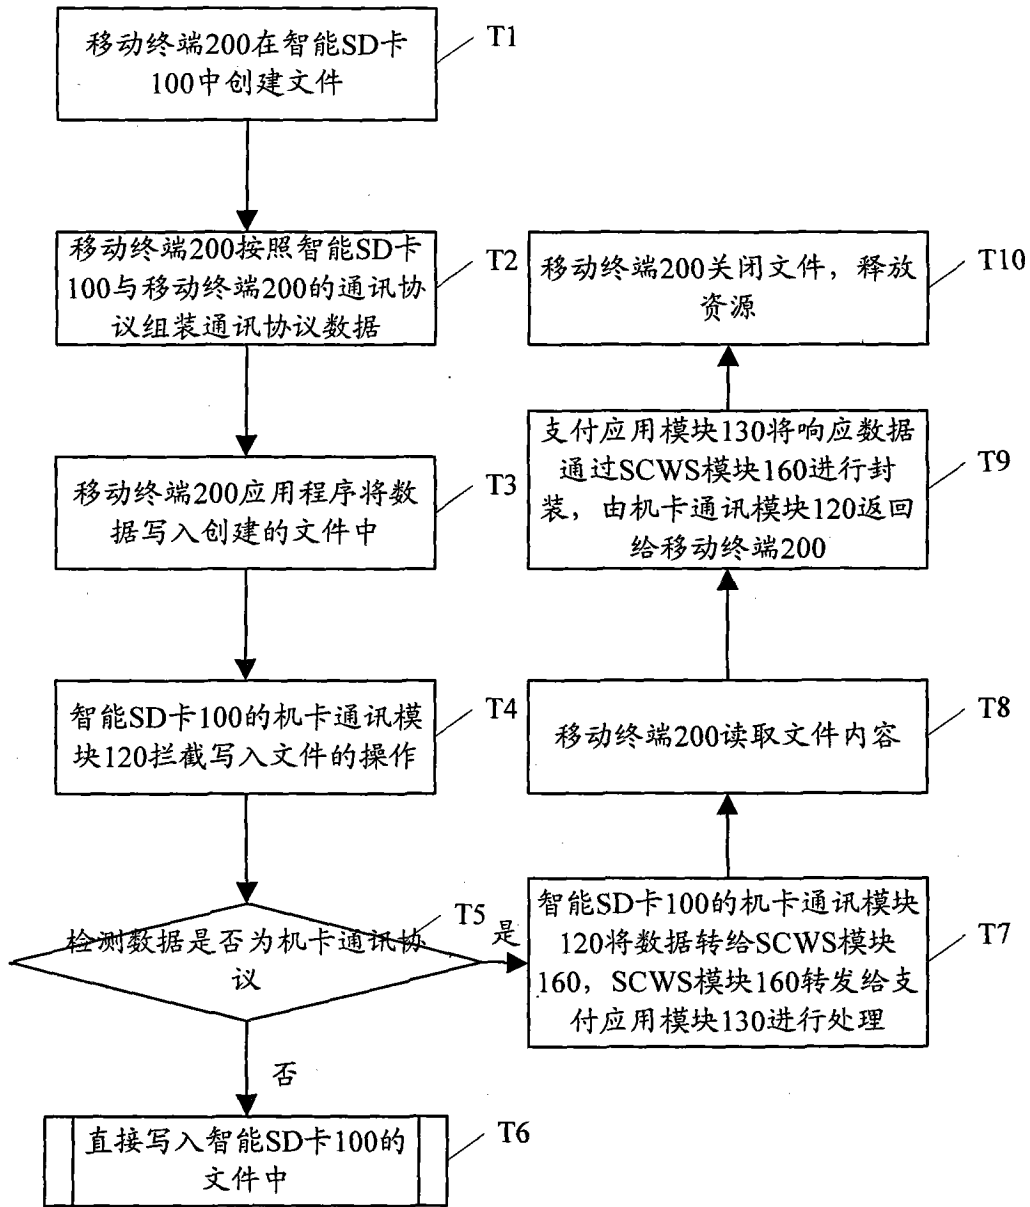 移动终端200在智能SD卡
100中创建文件
T1
移动终端200按照智能SD卡
100与移动终端200的通讯协
议组装通讯协议数据
T2
移动终端200应用程序将数
据写入创建的文件中
T3
智能SD卡100的机卡通讯模
块120拦截写入文件的操作
T4
检测数据是否为机卡通讯协
议
T5
是
否
直接写入智能SD卡100的
文件中
T6
智能SD卡100的机卡通讯模块
120将数据转给SCWS模块
160，SCWS模块160转发给支
付应用模块130进行处理
T7
移动终端200读取文件内容
T8
支付应用模块130将响应数据
通过SCWS模块160进行封
装，由机卡通讯模块120返回
给移动终端200
T9
移动终端200关闭文件，释放
资源
T10